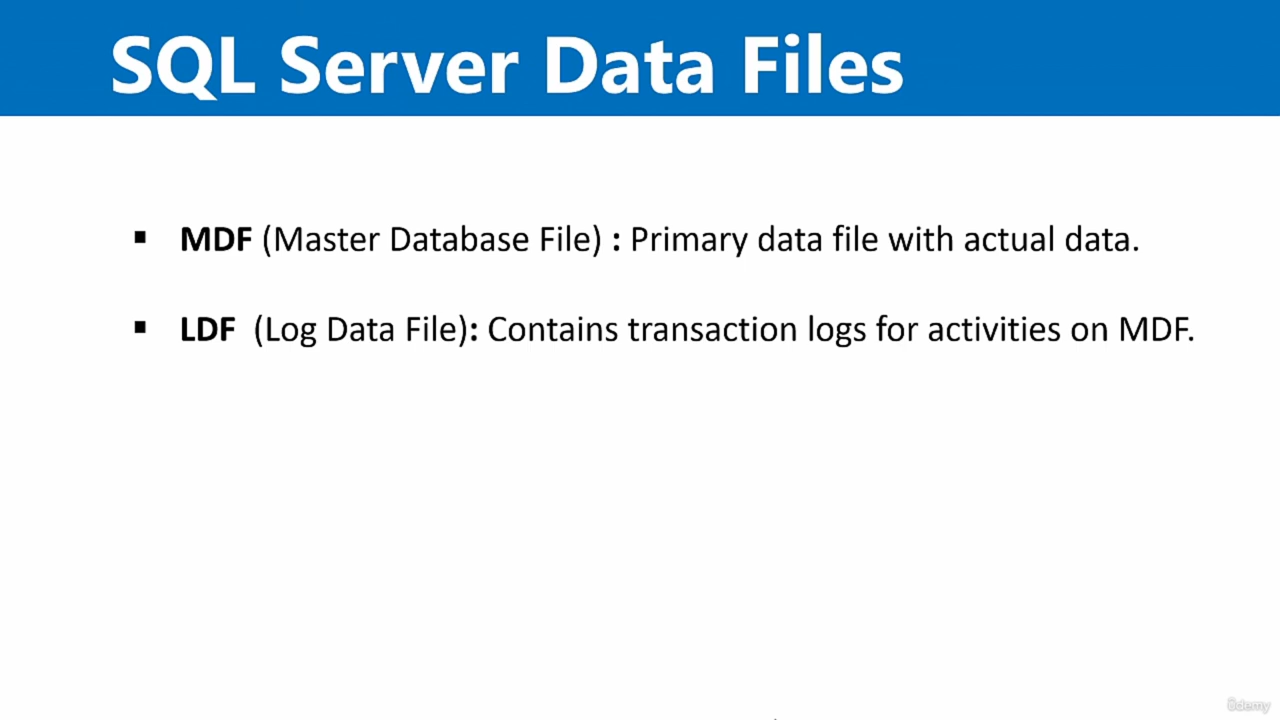 SQL Server Data Files
▪ MDF (Master Database File) : Primary data file with actual data.
▪ LDF (Log Data File): Contains transaction logs for activities on MDF.
ûdemy